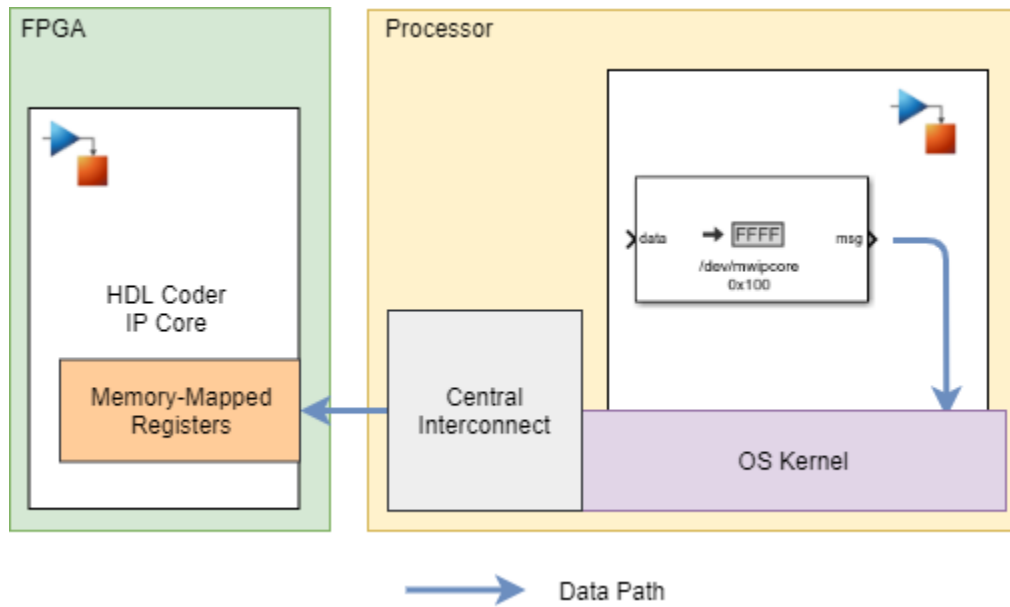 FPGA
Processor
data
FFFF
msg
/dev/mwipcore
0x100
HDL Coder
IP Core
Memory-Mapped
Registers
Central
Interconnect
OS Kernel
Data Path